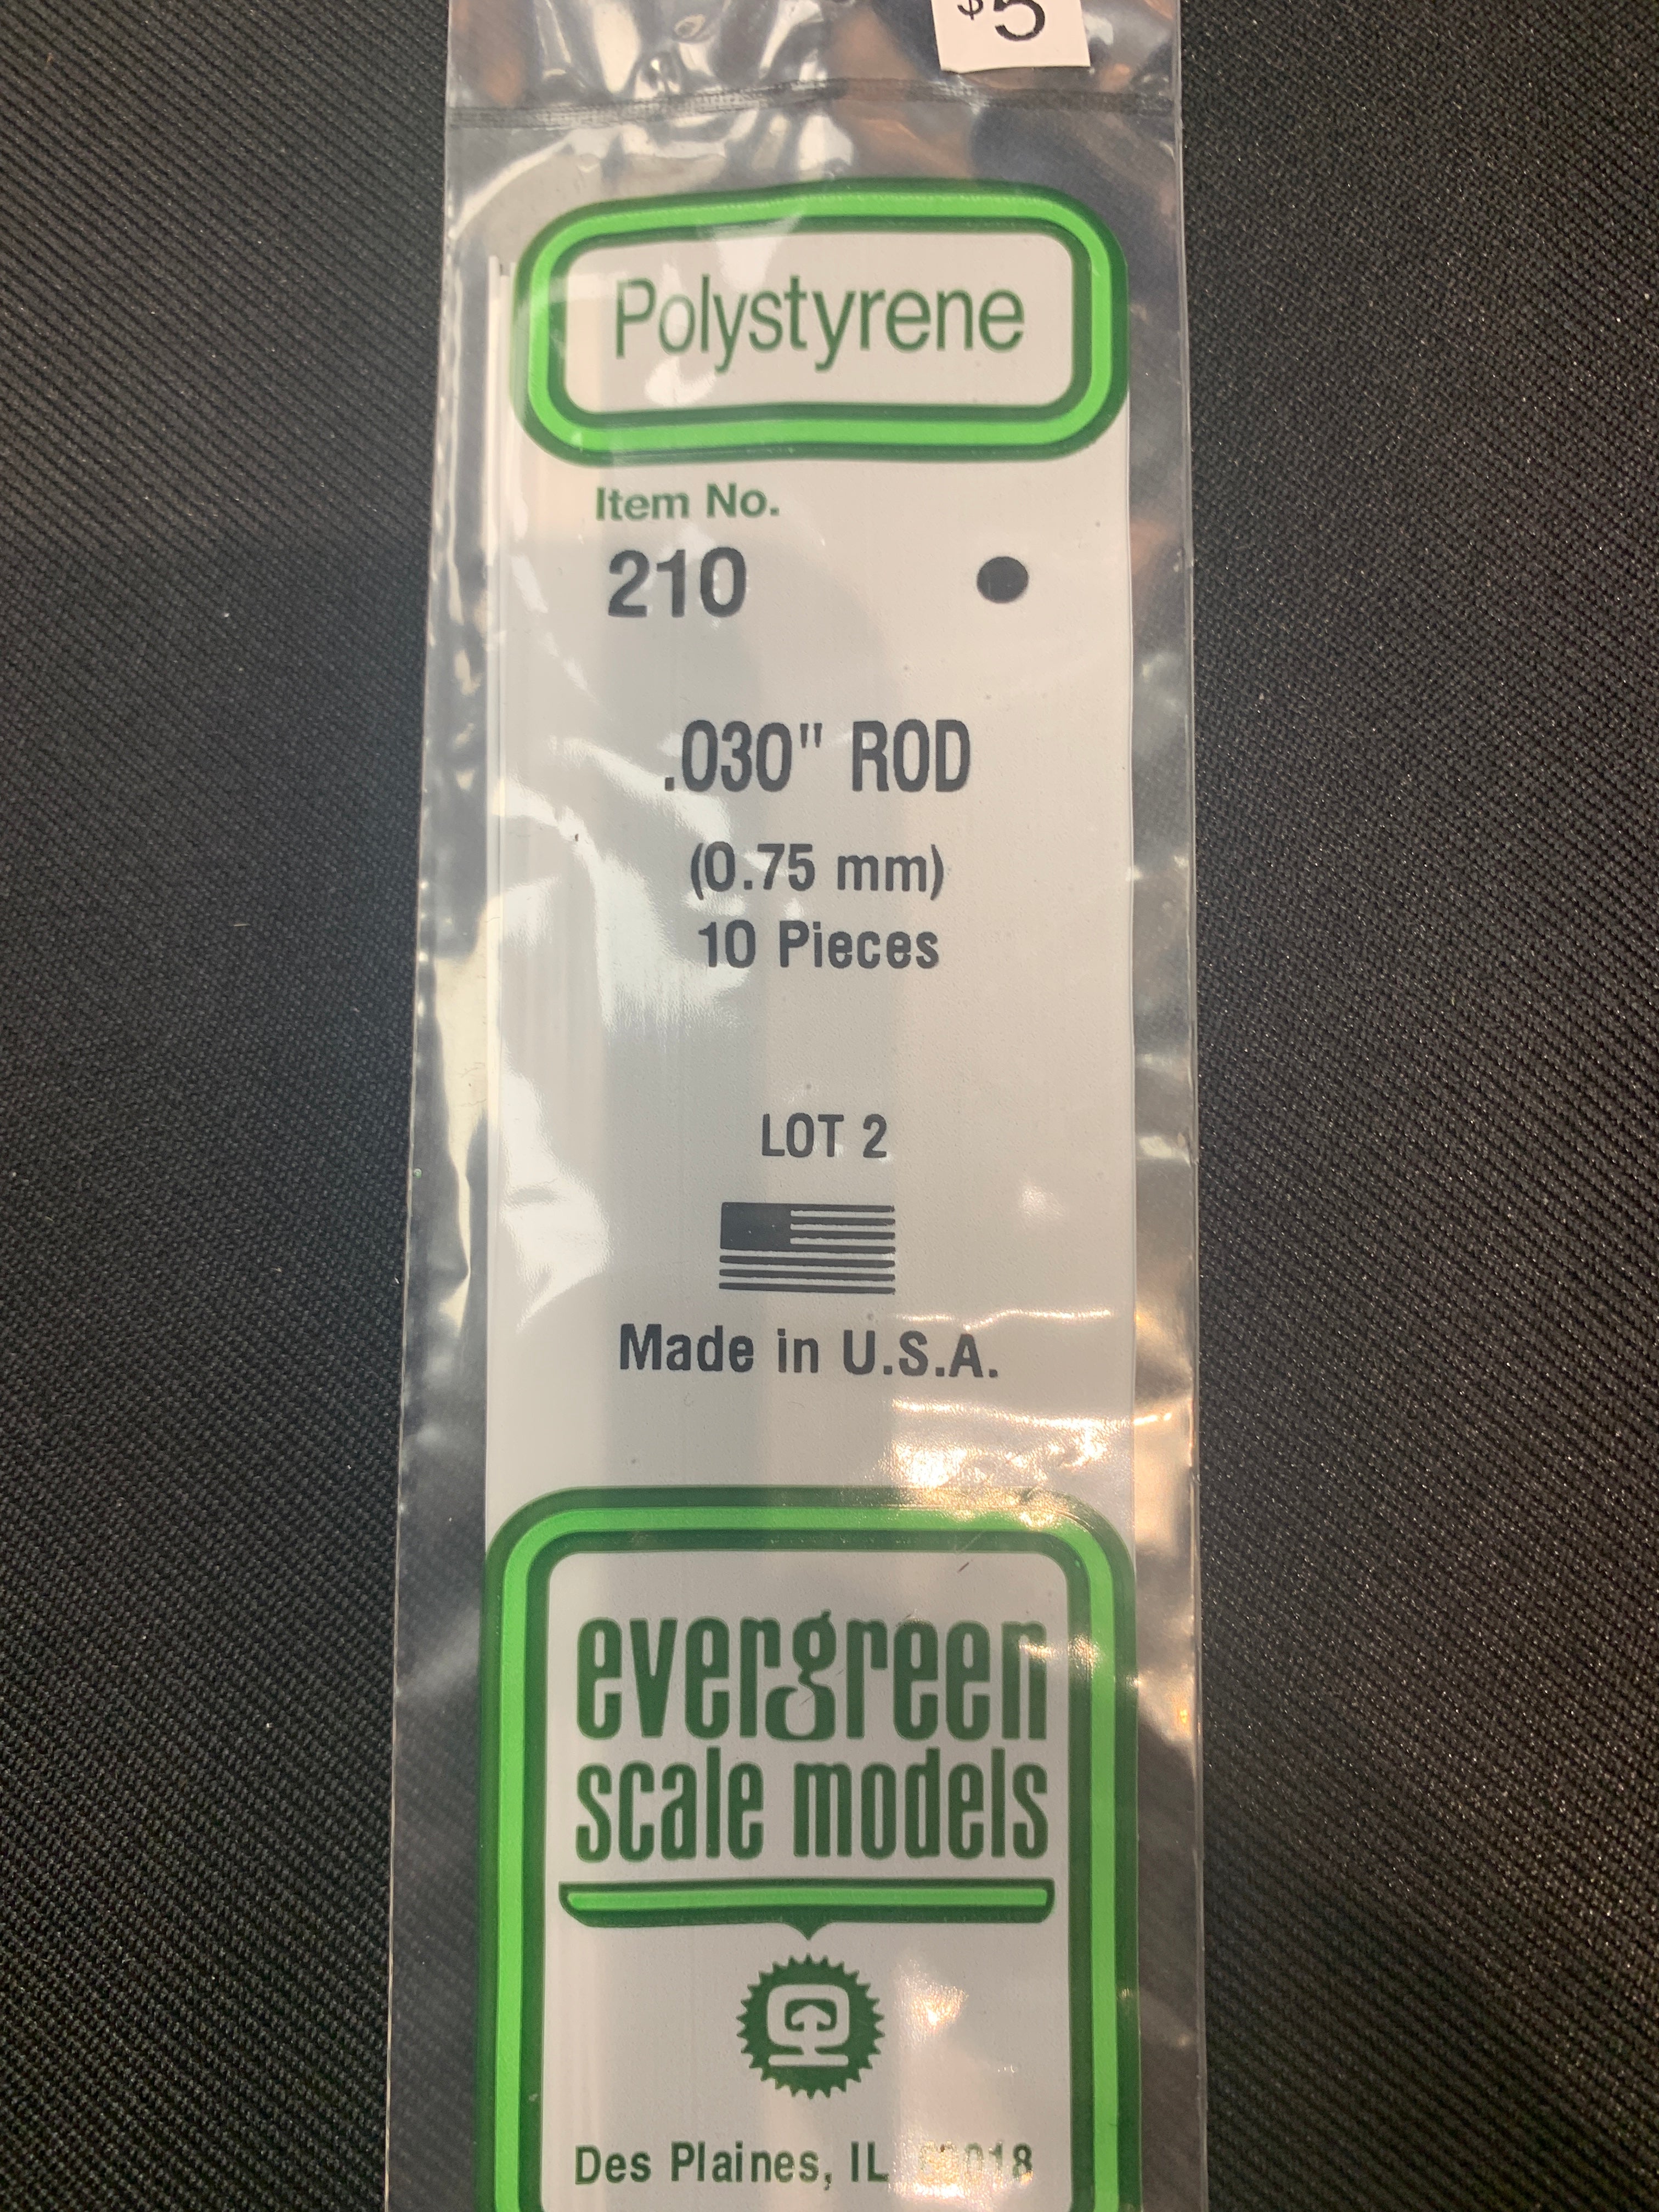 $5
Polystyrene
Item No.
210
.030" ROD
(0.75 mm)
10 Pieces
LOT 2
Made in U.S.A.
evergreen
scale models
Des Plaines, IL